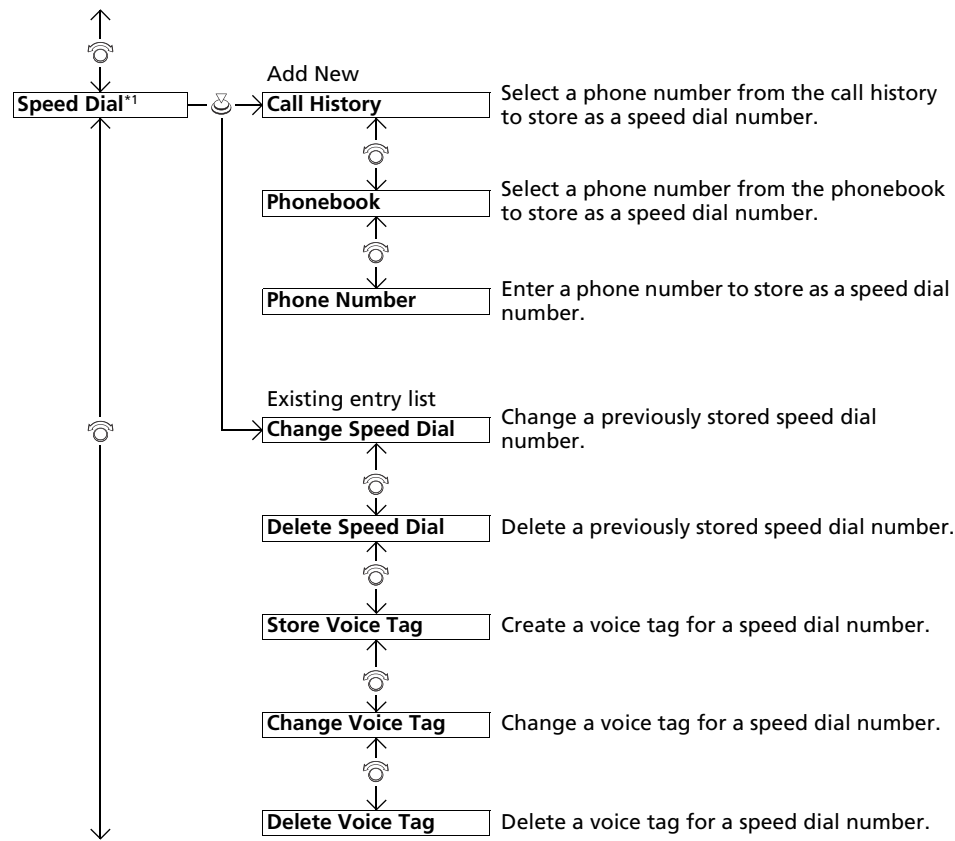 Add New
Speed Dial*1
Call History
Select a phone number from the call history
to store as a speed dial number.
Phonebook
Select a phone number from the phonebook
to store as a speed dial number.
Phone Number
Enter a phone number to store as a speed dial
number.
Existing entry list
Change Speed Dial
Change a previously stored speed dial
number.
Delete Speed Dial
Delete a previously stored speed dial number.
Store Voice Tag
Create a voice tag for a speed dial number.
Change Voice Tag
Change a voice tag for a speed dial number.
Delete Voice Tag
Delete a voice tag for a speed dial number.